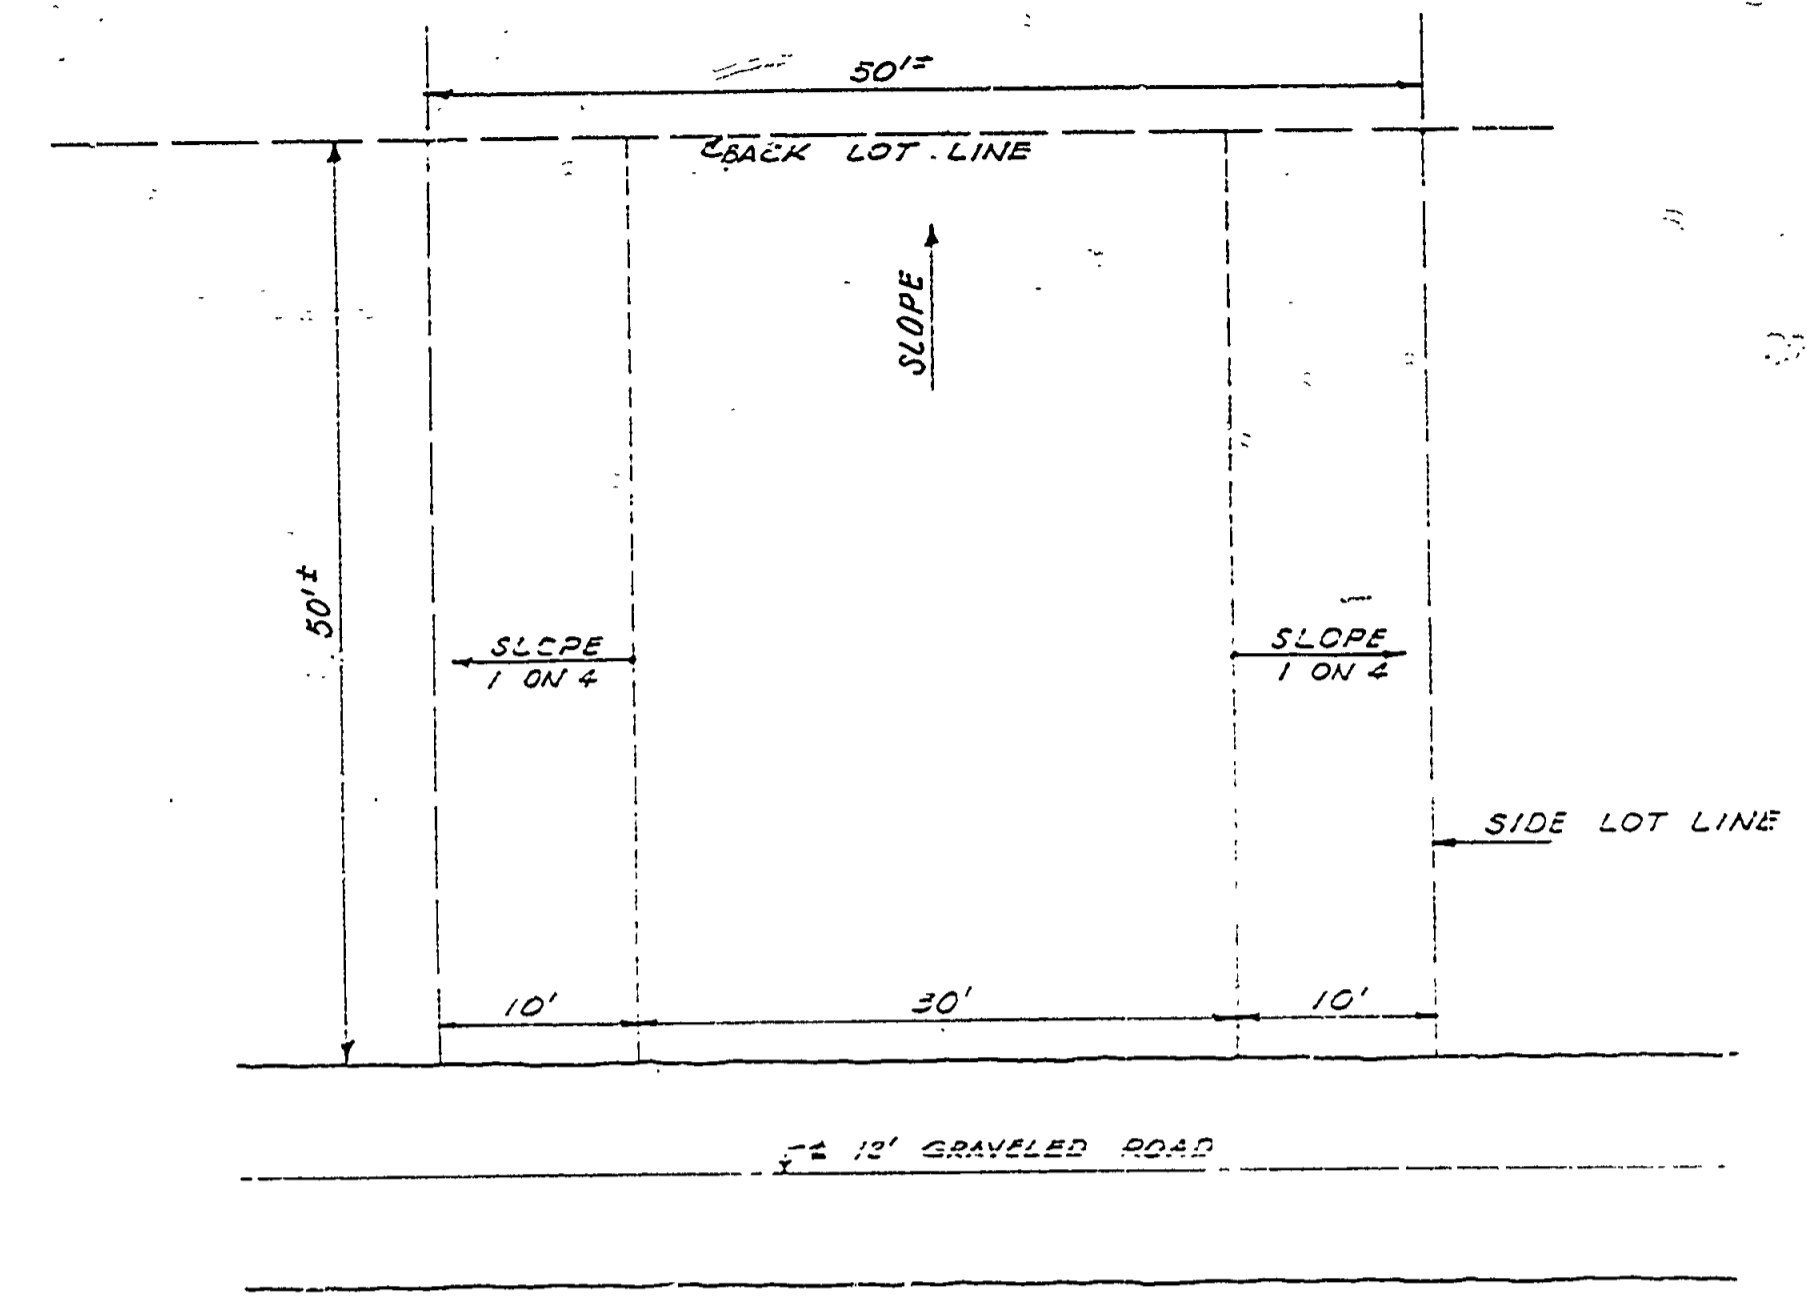 50'±
BACK LOT LINE
SLOPE
50'±
SLOPE
1 ON 4
SLOPE
1 ON 4
SIDE LOT LINE
10'
30'
10'
12' GRAVELED ROAD